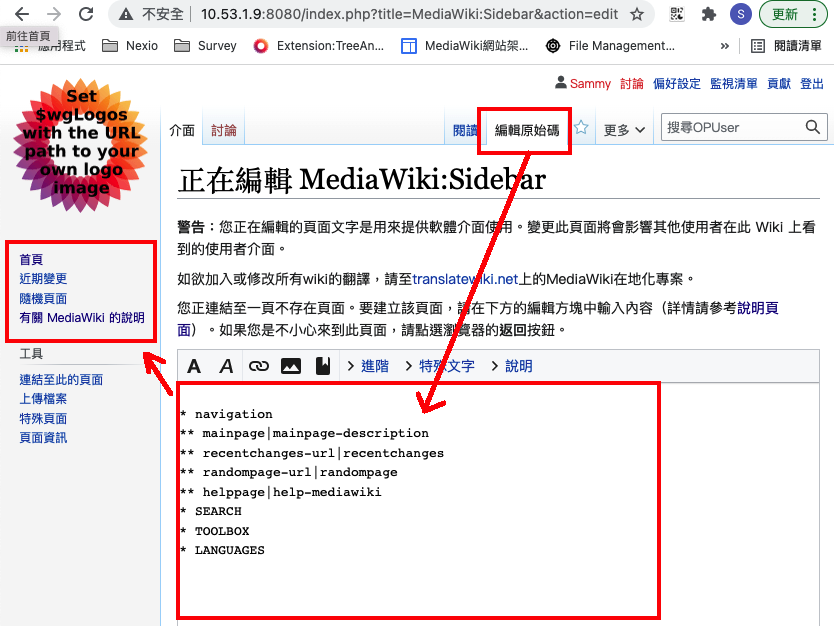 不安全 | 10.53.1.9:8080/index.php?title=MediaWiki:Sidebar&action=edit S 更新
前往首頁
應用程式 Nexio Survey Extension:TreeAn... MediaWiki網站架... File Management... » 閱讀清單
Sammy 討論 偏好設定 監視清單 貢獻 登出
Set
$wgLogos
with the URL
path to your
own logo
image
介面 討論 閱讀 編輯原始碼 更多 搜尋OPUser
正在編輯 MediaWiki:Sidebar
警告：您正在編輯的頁面文字是用來提供軟體介面使用。變更此頁面將會影響其他使用者在此 Wiki 上看
到的使用者介面。
如欲加入或修改所有wiki的翻譯，請至translatewiki.net上的MediaWiki在地化專案。
您正連結至一頁不存在頁面。要建立該頁面，請在下方的編輯方塊中輸入內容（詳情請參考說明頁
面）。如果您是不小心來到此頁面，請點選瀏覽器的返回按鈕。
首頁
近期變更
隨機頁面
有關 MediaWiki 的說明
工具
連結至此的頁面
上傳檔案
特殊頁面
頁面資訊
A A 進階 特殊文字 說明
* navigation
** mainpage|mainpage-description
** recentchanges-url|recentchanges
** randompage-url|randompage
** helppage|help-mediawiki
* SEARCH
* TOOLBOX
* LANGUAGES